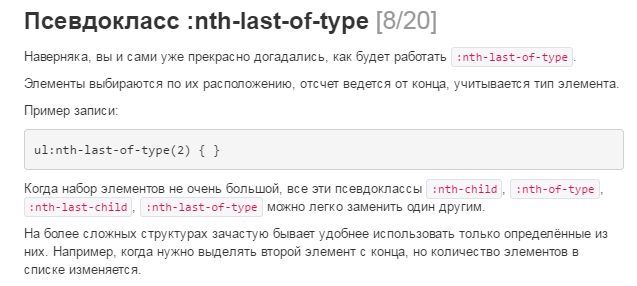 Псевдокласс :nth-last-of-type [8/20]
Наверняка, вы и сами уже прекрасно догадались, как будет работать :nth-last-of-type.
Элементы выбираются по их расположению, отсчет ведется от конца, учитывается тип элемента.
Пример записи:
ul:nth-last-of-type(2) { }
Когда набор элементов не очень большой, все эти псевдоклассы :nth-child, :nth-of-type,
:nth-last-child, :nth-last-of-type можно легко заменить один другим.
На более сложных структурах зачастую бывает удобнее использовать только определённые из
них. Например, когда нужно выделять второй элемент с конца, но количество элементов в
списке изменяется.